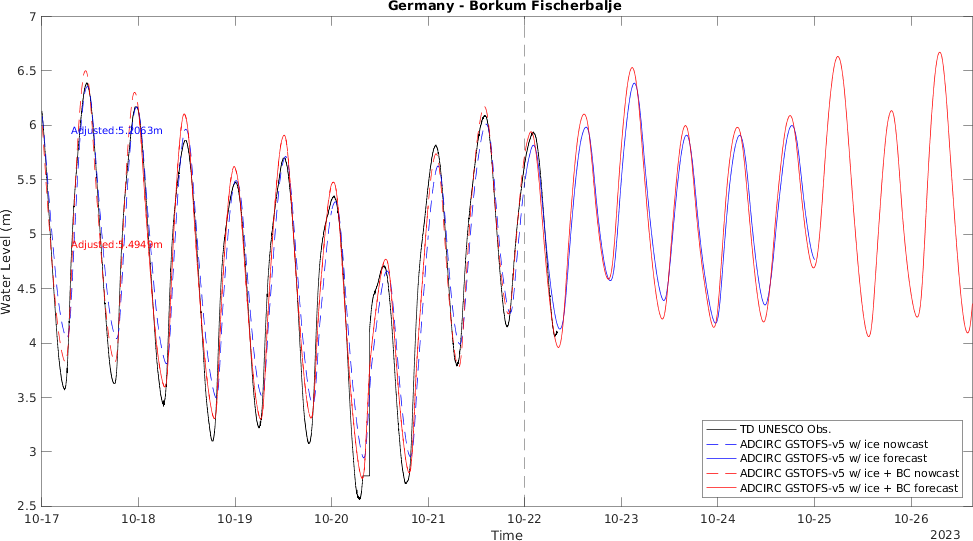 Germany - Borkum Fischerbalje
7
6.5
6
5.5
5
4.5
4
3.5
3
2.5
Water Level (m)
Adjusted:5.2063m
Adjusted:5.4949m
TD UNESCO Obs.
ADCIRC GSTOFS-v5 w/ ice nowcast
ADCIRC GSTOFS-v5 w/ ice forecast
ADCIRC GSTOFS-v5 w/ ice + BC nowcast
ADCIRC GSTOFS-v5 w/ ice + BC forecast
10-17 10-18 10-19 10-20 10-21 10-22 10-23 10-24 10-25 10-26
Time
2023